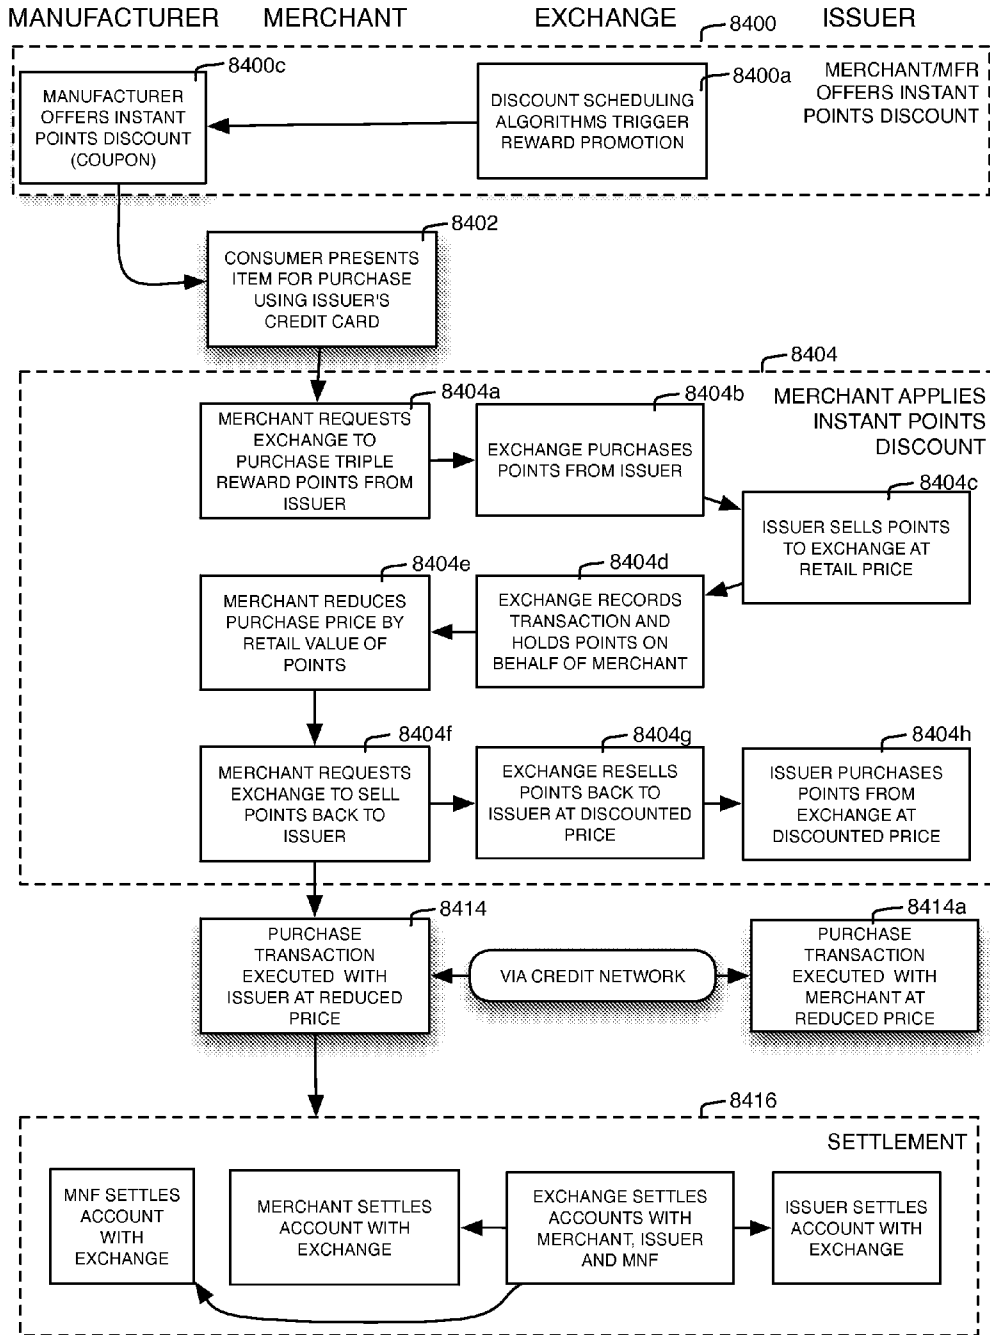 MANUFACTURER MERCHANT EXCHANGE ISSUER
8400
MERCHANT/MFR
OFFERS INSTANT
POINTS DISCOUNT
8400c
MANUFACTURER
OFFERS INSTANT
POINTS DISCOUNT
(COUPON)
8400a
DISCOUNT SCHEDULING
ALGORITHMS TRIGGER
REWARD PROMOTION
8402
CONSUMER PRESENTS
ITEM FOR PURCHASE
USING ISSUER'S
CREDIT CARD
8404
MERCHANT APPLIES
INSTANT POINTS
DISCOUNT
8404a
MERCHANT REQUESTS
EXCHANGE TO
PURCHASE TRIPLE
REWARD POINTS FROM
ISSUER
8404b
EXCHANGE PURCHASES
POINTS FROM ISSUER
8404c
ISSUER SELLS POINTS
TO EXCHANGE AT
RETAIL PRICE
8404d
EXCHANGE RECORDS
TRANSACTION AND
HOLDS POINTS ON
BEHALF OF MERCHANT
8404e
MERCHANT REDUCES
PURCHASE PRICE BY
RETAIL VALUE OF
POINTS
8404f
MERCHANT REQUESTS
EXCHANGE TO SELL
POINTS BACK TO
ISSUER
8404g
EXCHANGE RESELLS
POINTS BACK TO
ISSUER AT DISCOUNTED
PRICE
8404h
ISSUER PURCHASES
POINTS FROM
EXCHANGE AT
DISCOUNTED PRICE
8414
PURCHASE
TRANSACTION
EXECUTED WITH
ISSUER AT REDUCED
PRICE
VIA CREDIT NETWORK
8414a
PURCHASE
TRANSACTION
EXECUTED WITH
MERCHANT AT
REDUCED PRICE
8416
SETTLEMENT
MNF SETTLES
ACCOUNT
WITH
EXCHANGE
MERCHANT SETTLES
ACCOUNT WITH
EXCHANGE
EXCHANGE SETTLES
ACCOUNTS WITH
MERCHANT, ISSUER
AND MNF
ISSUER SETTLES
ACCOUNT WITH
EXCHANGE